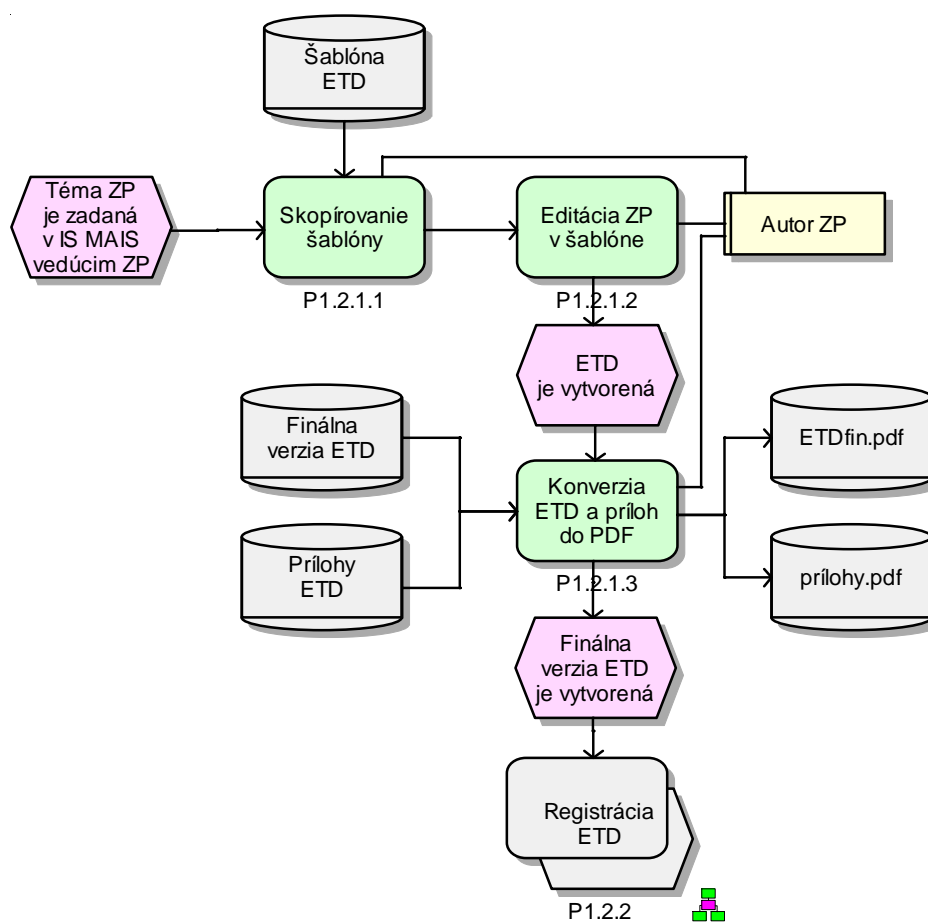 Šablóna
ETD
Téma ZP
je zadaná
v IS MAIS
vedúcim ZP
Skopírovanie
šablóny
P1.2.1.1
Editácia ZP
v šablóne
P1.2.1.2
Autor ZP
ETD
je vytvorená
Finálna
verzia ETD
Prílohy
ETD
Konverzia
ETD a príloh
do PDF
P1.2.1.3
ETDfin.pdf
prílohy.pdf
Finálna
verzia ETD
je vytvorená
Registrácia
ETD
P1.2.2